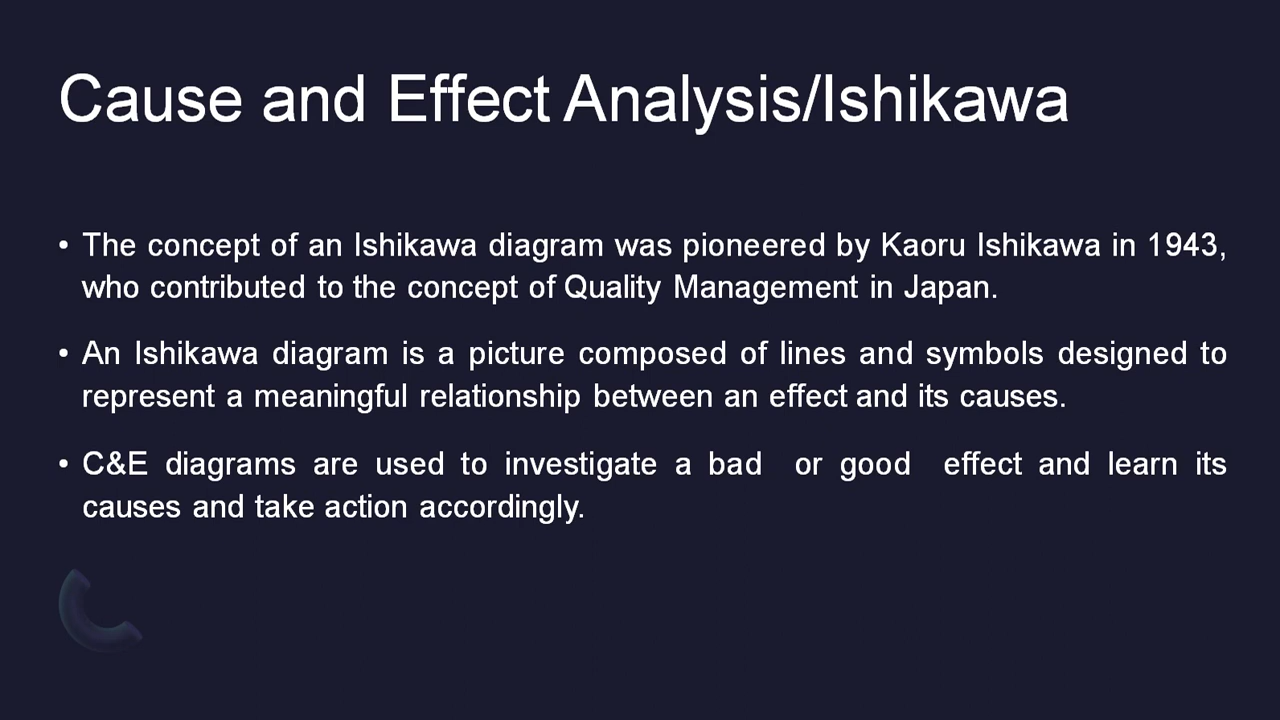 Cause and Effect Analysis/Ishikawa
• The concept of an Ishikawa diagram was pioneered by Kaoru Ishikawa in 1943,
who contributed to the concept of Quality Management in Japan.
• An Ishikawa diagram is a picture composed of lines and symbols designed to
represent a meaningful relationship between an effect and its causes.
• C&E diagrams are used to investigate a bad or good effect and learn its
causes and take action accordingly.